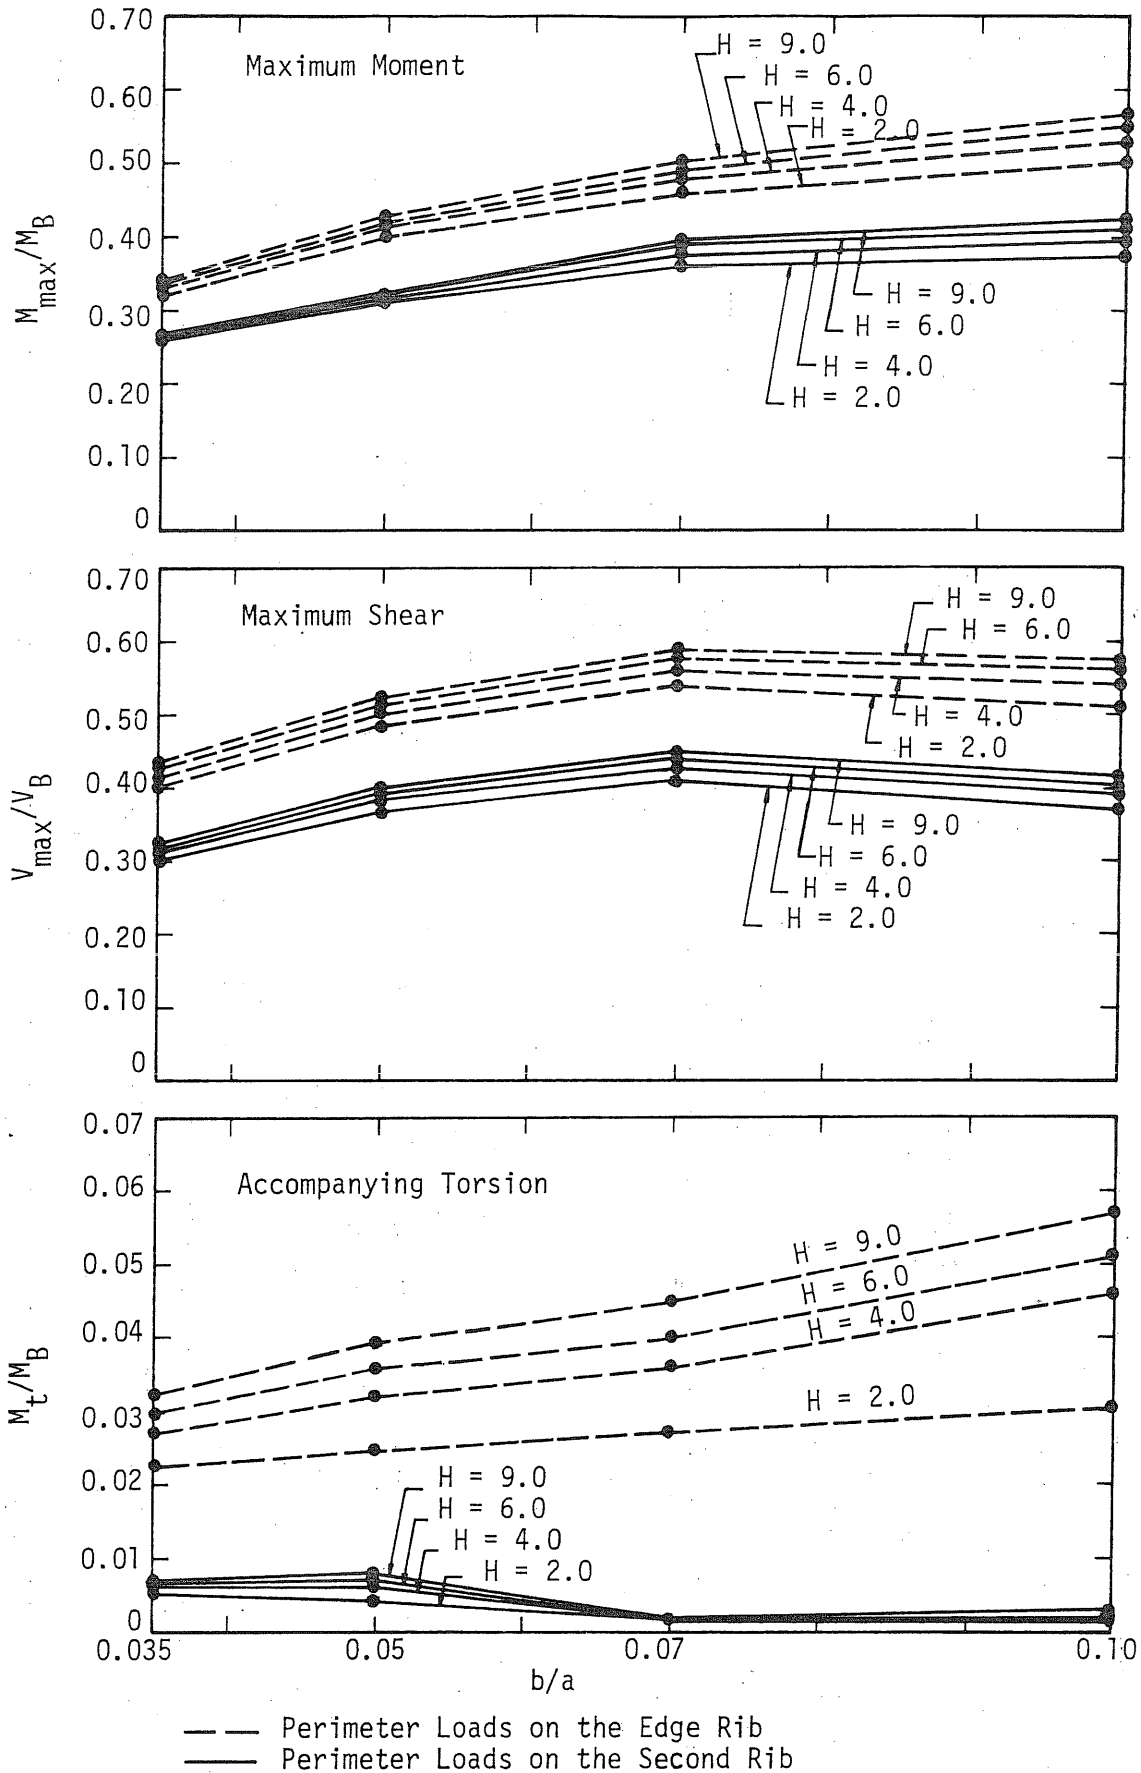 0.70
Maximum Moment
H = 9.0
H = 6.0
H = 4.0
H = 2.0
0.60
0.50
0.40
0.30
0.20
0.10
0
M_max/M_B
H = 9.0
H = 6.0
H = 4.0
H = 2.0
0.70
Maximum Shear
H = 9.0
H = 6.0
0.60
0.50
H = 4.0
H = 2.0
0.40
V_max/V_B
H = 9.0
H = 6.0
H = 4.0
H = 2.0
0.30
0.20
0.10
0
0.07
Accompanying Torsion
0.06
0.05
0.04
0.03
0.02
0.01
0
M_t/M_B
H = 9.0
H = 6.0
H = 4.0
H = 2.0
H = 9.0
H = 6.0
H = 4.0
H = 2.0
0.035 0.05 0.07 0.10
b/a
Perimeter Loads on the Edge Rib
Perimeter Loads on the Second Rib